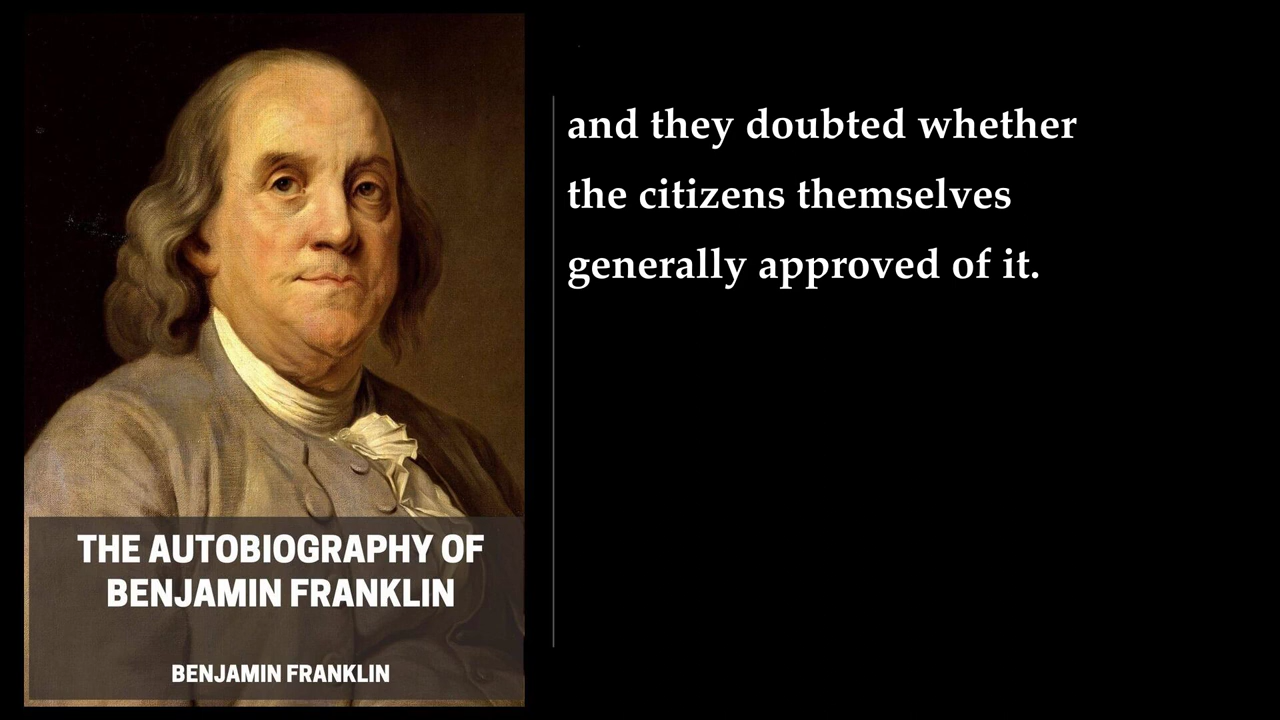 and they doubted whether
the citizens themselves
generally approved of it.
THE AUTOBIOGRAPHY OF
BENJAMIN FRANKLIN
BENJAMIN FRANKLIN